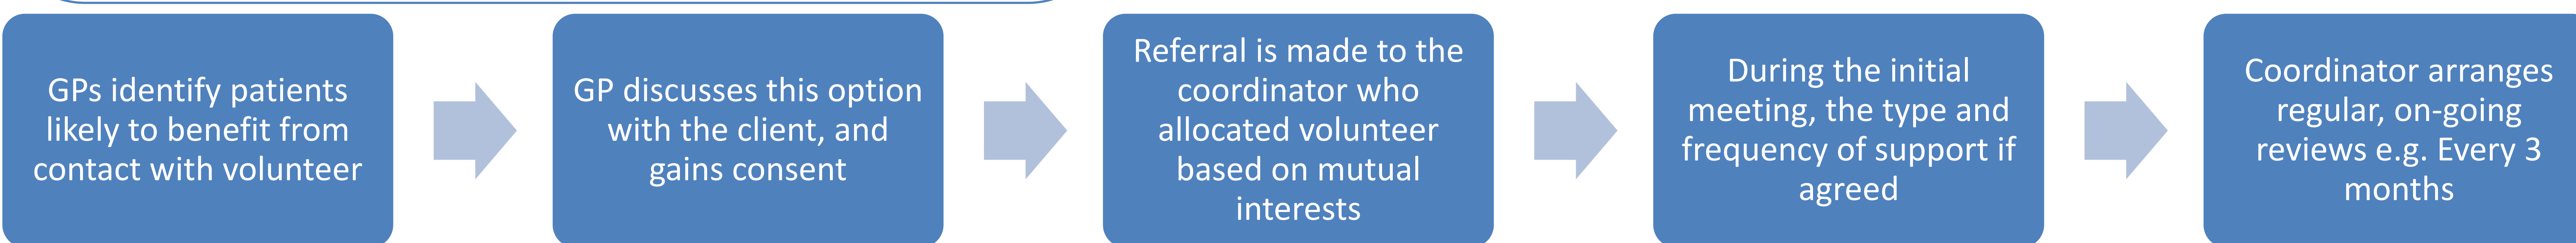 GPs identify patients
likely to benefit from
contact with volunteer
GP discusses this option
with the client, and
gains consent
Referral is made to the
coordinator who
allocated volunteer
based on mutual
interests
During the initial
meeting, the type and
frequency of support if
agreed
Coordinator arranges
regular, on-going
reviews e.g. Every 3
months